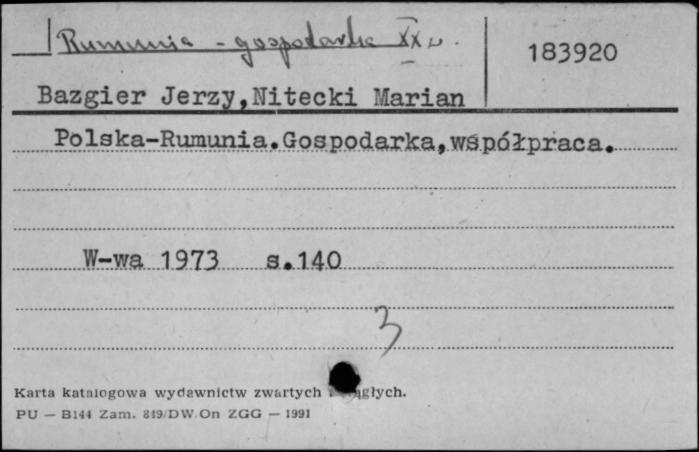 Rumunia - gospodarka XX w.
183920
Bazgier Jerzy,Nitecki Marian
Polska-Rumunia.Gospodarka,współpraca.
W-wa 1973 s.140
3
Karta katalogowa wydawnictw zwartych
PU — B144 Zam. 849/DW/On ZGG — 1991